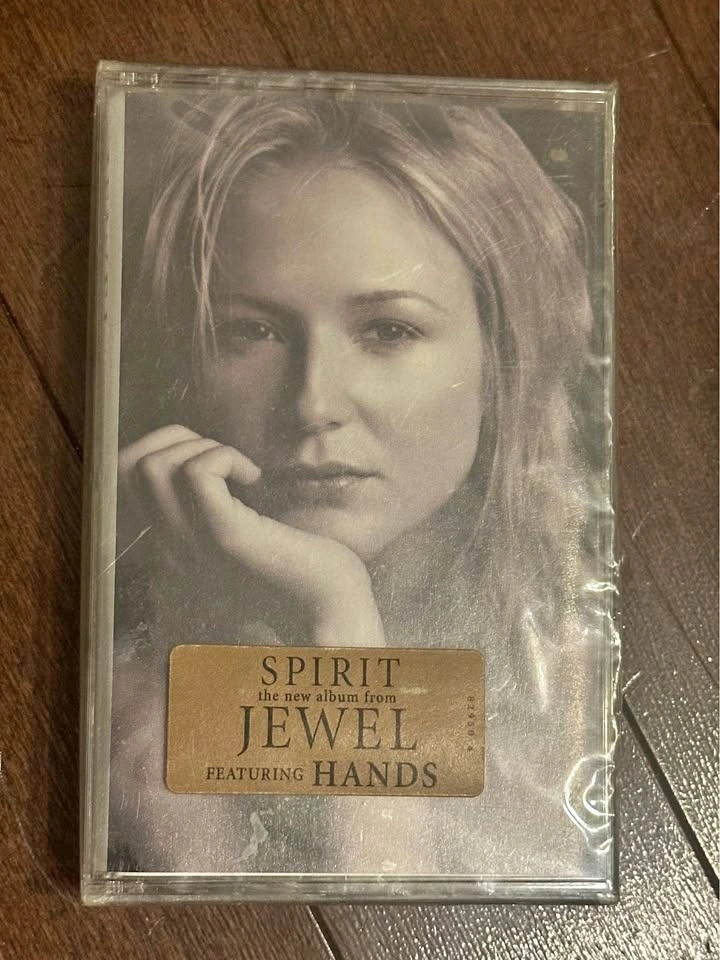 SPIRIT
the new album from
JEWEL
FEATURING HANDS